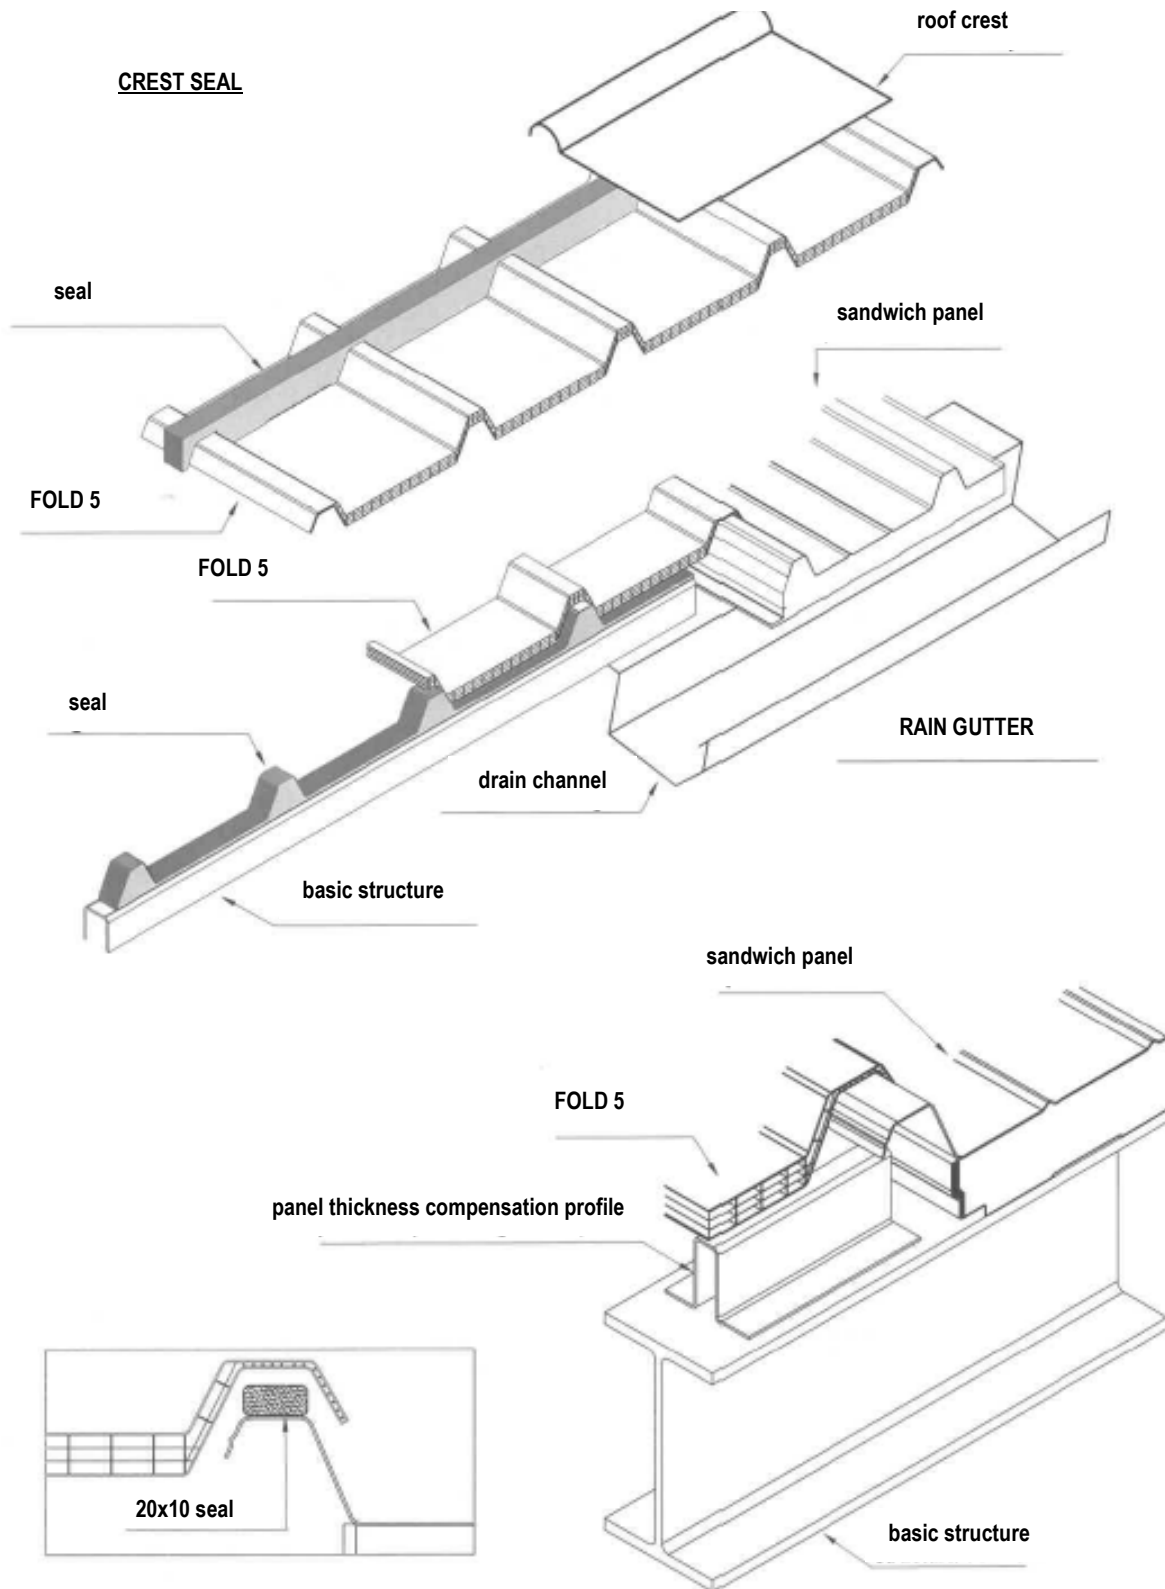 roof crest
CREST SEAL
seal
sandwich panel
FOLD 5
FOLD 5
seal
RAIN GUTTER
drain channel
basic structure
sandwich panel
FOLD 5
panel thickness compensation profile
20x10 seal
basic structure